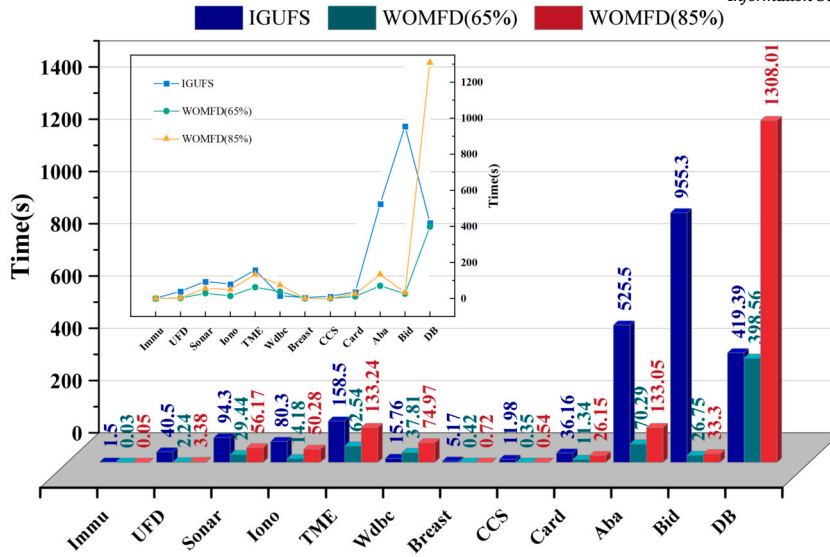 IGUFS WOMFD(65%) WOMFD(85%)
Time(s)
1400
1200
1000
800
600
400
200
0
IGUFS
WOMFD(65%)
WOMFD(85%)
1200
1000
800
600
400
200
0
Time(s)
Immu UFD Sonar Iono TME Wdbc Breast CCS Card Aba Bid DB
1.5 0.03 0.05
40.5 2.24 3.38
94.3 29.44 56.17
80.3 14.18 50.28
158.5 62.54 133.24
15.76 37.81 74.97
5.17 0.42 0.72
11.98 0.35 0.54
36.16 11.34 26.15
525.5 70.29 133.05
955.3 26.75 33.3
419.39 398.56 1308.01
Immu UFD Sonar Iono TME Wdbc Breast CCS Card Aba Bid DB